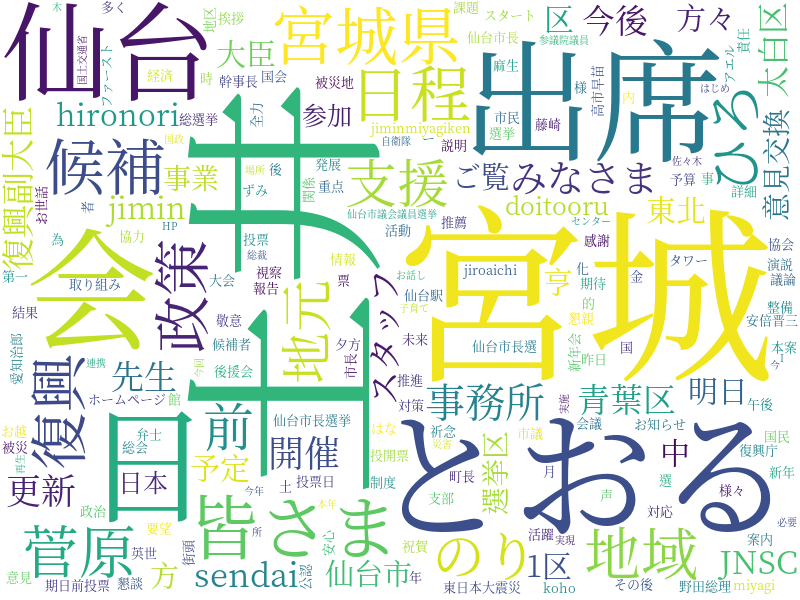 仙台
宮城県
出席
区
今後
方々
大臣
日程
hironori
ひろ
太白区
参加
jiminmiyagiken
候補
事業
支援
ご覧
みなさま
意見交換
復興副大臣
jimin
doitooru
東北
井
土
会
政策
地元
スタッフ
宮城
亨
復興
日
先生
ホームページ
前
事務所
青葉区
明日
とおる
更新
日本
予定
開催
選挙区
中
菅原
皆さま
方
sendai
仙台市
のり
1区
地域
JNSC
木
多く
地区
挨拶
国土交通省
ファースト
経済
時
幹事長
国会
被災地
総選挙
全力
課題
スタート
仙台市長
参議院議員
麻生
様
高市早苗
内
責任
アエル
はじめ
市民
選挙
藤崎
説明
自衛隊
一
佐々木
予算
事
詳細
お世話
者
為
協力
HP
第一
取り組み
結果
愛知治郎
連携
国政
場所
後
ずみ
発展
重点
関係
投票
総裁
大会
視察
報告
敬意
候補者
後援会
今回
夕方
市長
情報
票
仙台市議会議員選挙
活動
推薦
お話し
仙台駅
子育て
未来
推進
対策
jiroaichi
センター
感謝
化
期待
的
懇親
金
タワー
協会
演説
議論
整備
安倍晋三
本案
1
今
新年会
昨日
国
仙台市長選
午後
館
お越し
被災
総会
弁士
再生
仙台市長選挙
投票日
土
今年
政治
要望
所
英世
街頭
意見
期日前投票
懇談
公認
安心
本年
災害
制度
投開票
はな
祈念
市議
会議
実施
お知らせ
国民
復興庁
新年
選
町長
月
声
対応
様々
案内
必要
支部
祝賀
年
活躍
実現
東日本大震災
koho
その後
野田総理
miyagi